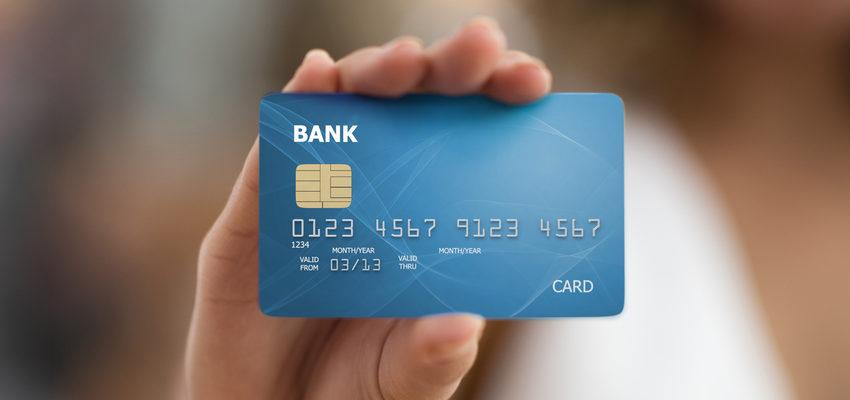 BANK
0123 4567 9123 4567
1234
MONTH/YEAR MONTH/YEAR
VALID FROM 03/13 VALID THRU
CARD